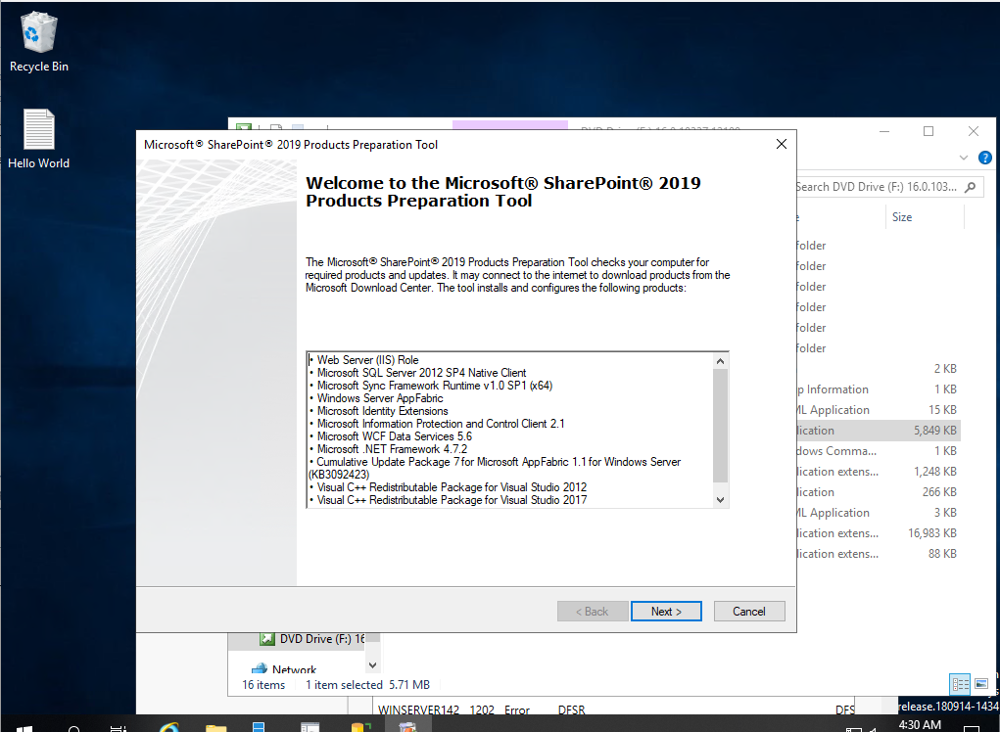 Recycle Bin
Hello World
Microsoft® SharePoint® 2019 Products Preparation Tool
Welcome to the Microsoft® SharePoint® 2019
Products Preparation Tool
The Microsoft® SharePoint® 2019 Products Preparation Tool checks your computer for
required products and updates. It may connect to the internet to download products from the
Microsoft Download Center. The tool installs and configures the following products:
• Web Server (IIS) Role
• Microsoft SQL Server 2012 SP4 Native Client
• Microsoft Sync Framework Runtime v1.0 SP1 (x64)
• Windows Server AppFabric
• Microsoft Identity Extensions
• Microsoft Information Protection and Control Client 2.1
• Microsoft WCF Data Services 5.6
• Microsoft .NET Framework 4.7.2
• Cumulative Update Package 7 for Microsoft AppFabric 1.1 for Windows Server
(KB3092423)
• Visual C++ Redistributable Package for Visual Studio 2012
• Visual C++ Redistributable Package for Visual Studio 2017
< Back
Next >
Cancel
Search DVD Drive (F:) 16.0.103...
Size
folder
folder
folder
folder
folder
folder
2 KB
p Information 1 KB
ML Application 15 KB
lication 5,849 KB
dows Comma... 1 KB
lication extens... 1,248 KB
lication 266 KB
ML Application 3 KB
lication extens... 16,983 KB
lication extens... 88 KB
DVD Drive (F:) 16
Network
16 items 1 item selected 5.71 MB
WINSERVER142 1202 Error DFSR DFS
release.180914-1434
4:30 AM